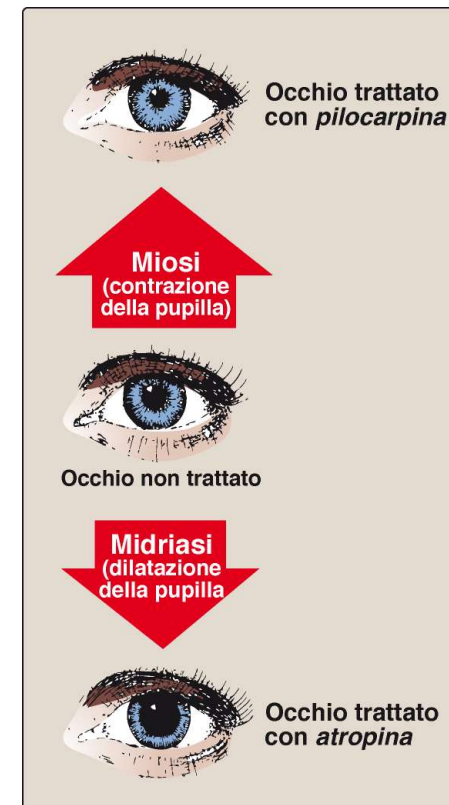 Occhio trattato
con pilocarpina
Miosi
(contrazione
della pupilla)
Occhio non trattato
Midriasi
(dilatazione
della pupilla
Occhio trattato
con atropina